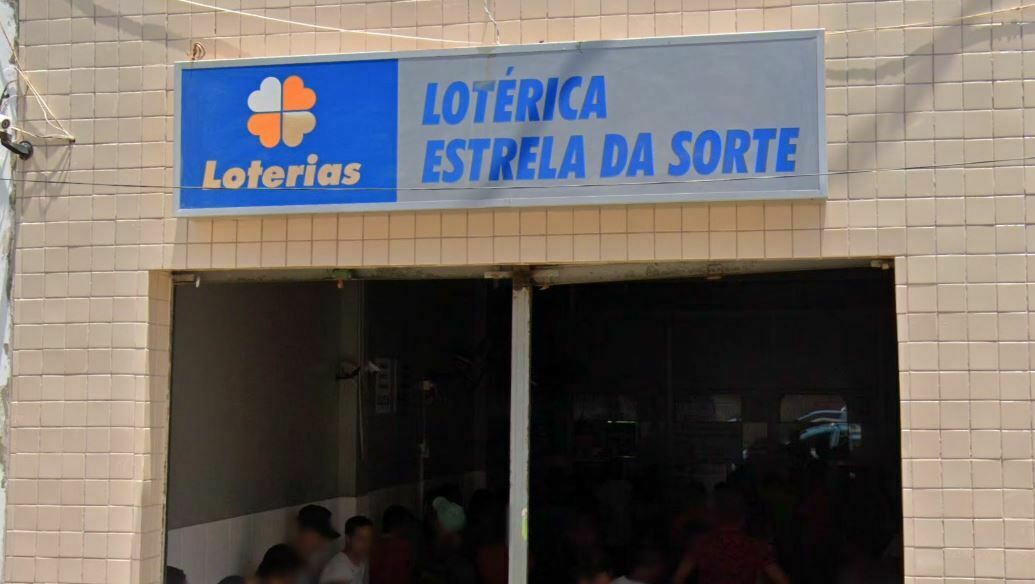 Loterias
LOTÉRICA
ESTRELA DA SORTE